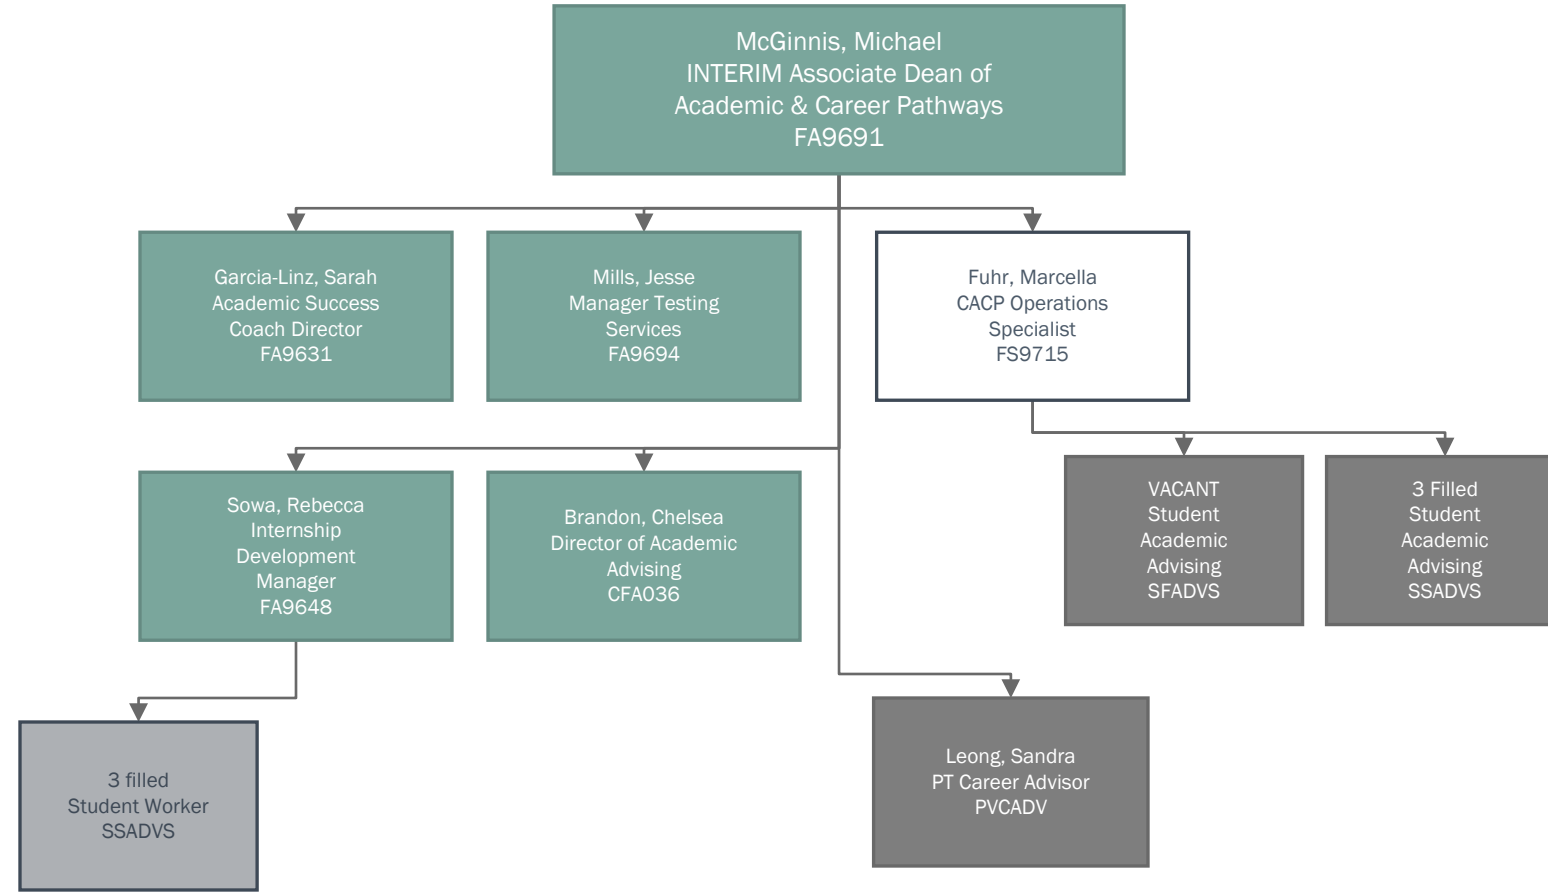 McGinnis, Michael
INTERIM Associate Dean of
Academic & Career Pathways
FA9691
Garcia-Linz, Sarah
Academic Success
Coach Director
FA9631
Mills, Jesse
Manager Testing
Services
FA9694
Fuhr, Marcella
CACP Operations
Specialist
FS9715
Sowa, Rebecca
Internship
Development
Manager
FA9648
Brandon, Chelsea
Director of Academic
Advising
CFA036
VACANT
Student
Academic
Advising
SFADVS
3 Filled
Student
Academic
Advising
SSADVS
3 filled
Student Worker
SSADVS
Leong, Sandra
PT Career Advisor
PVCADV